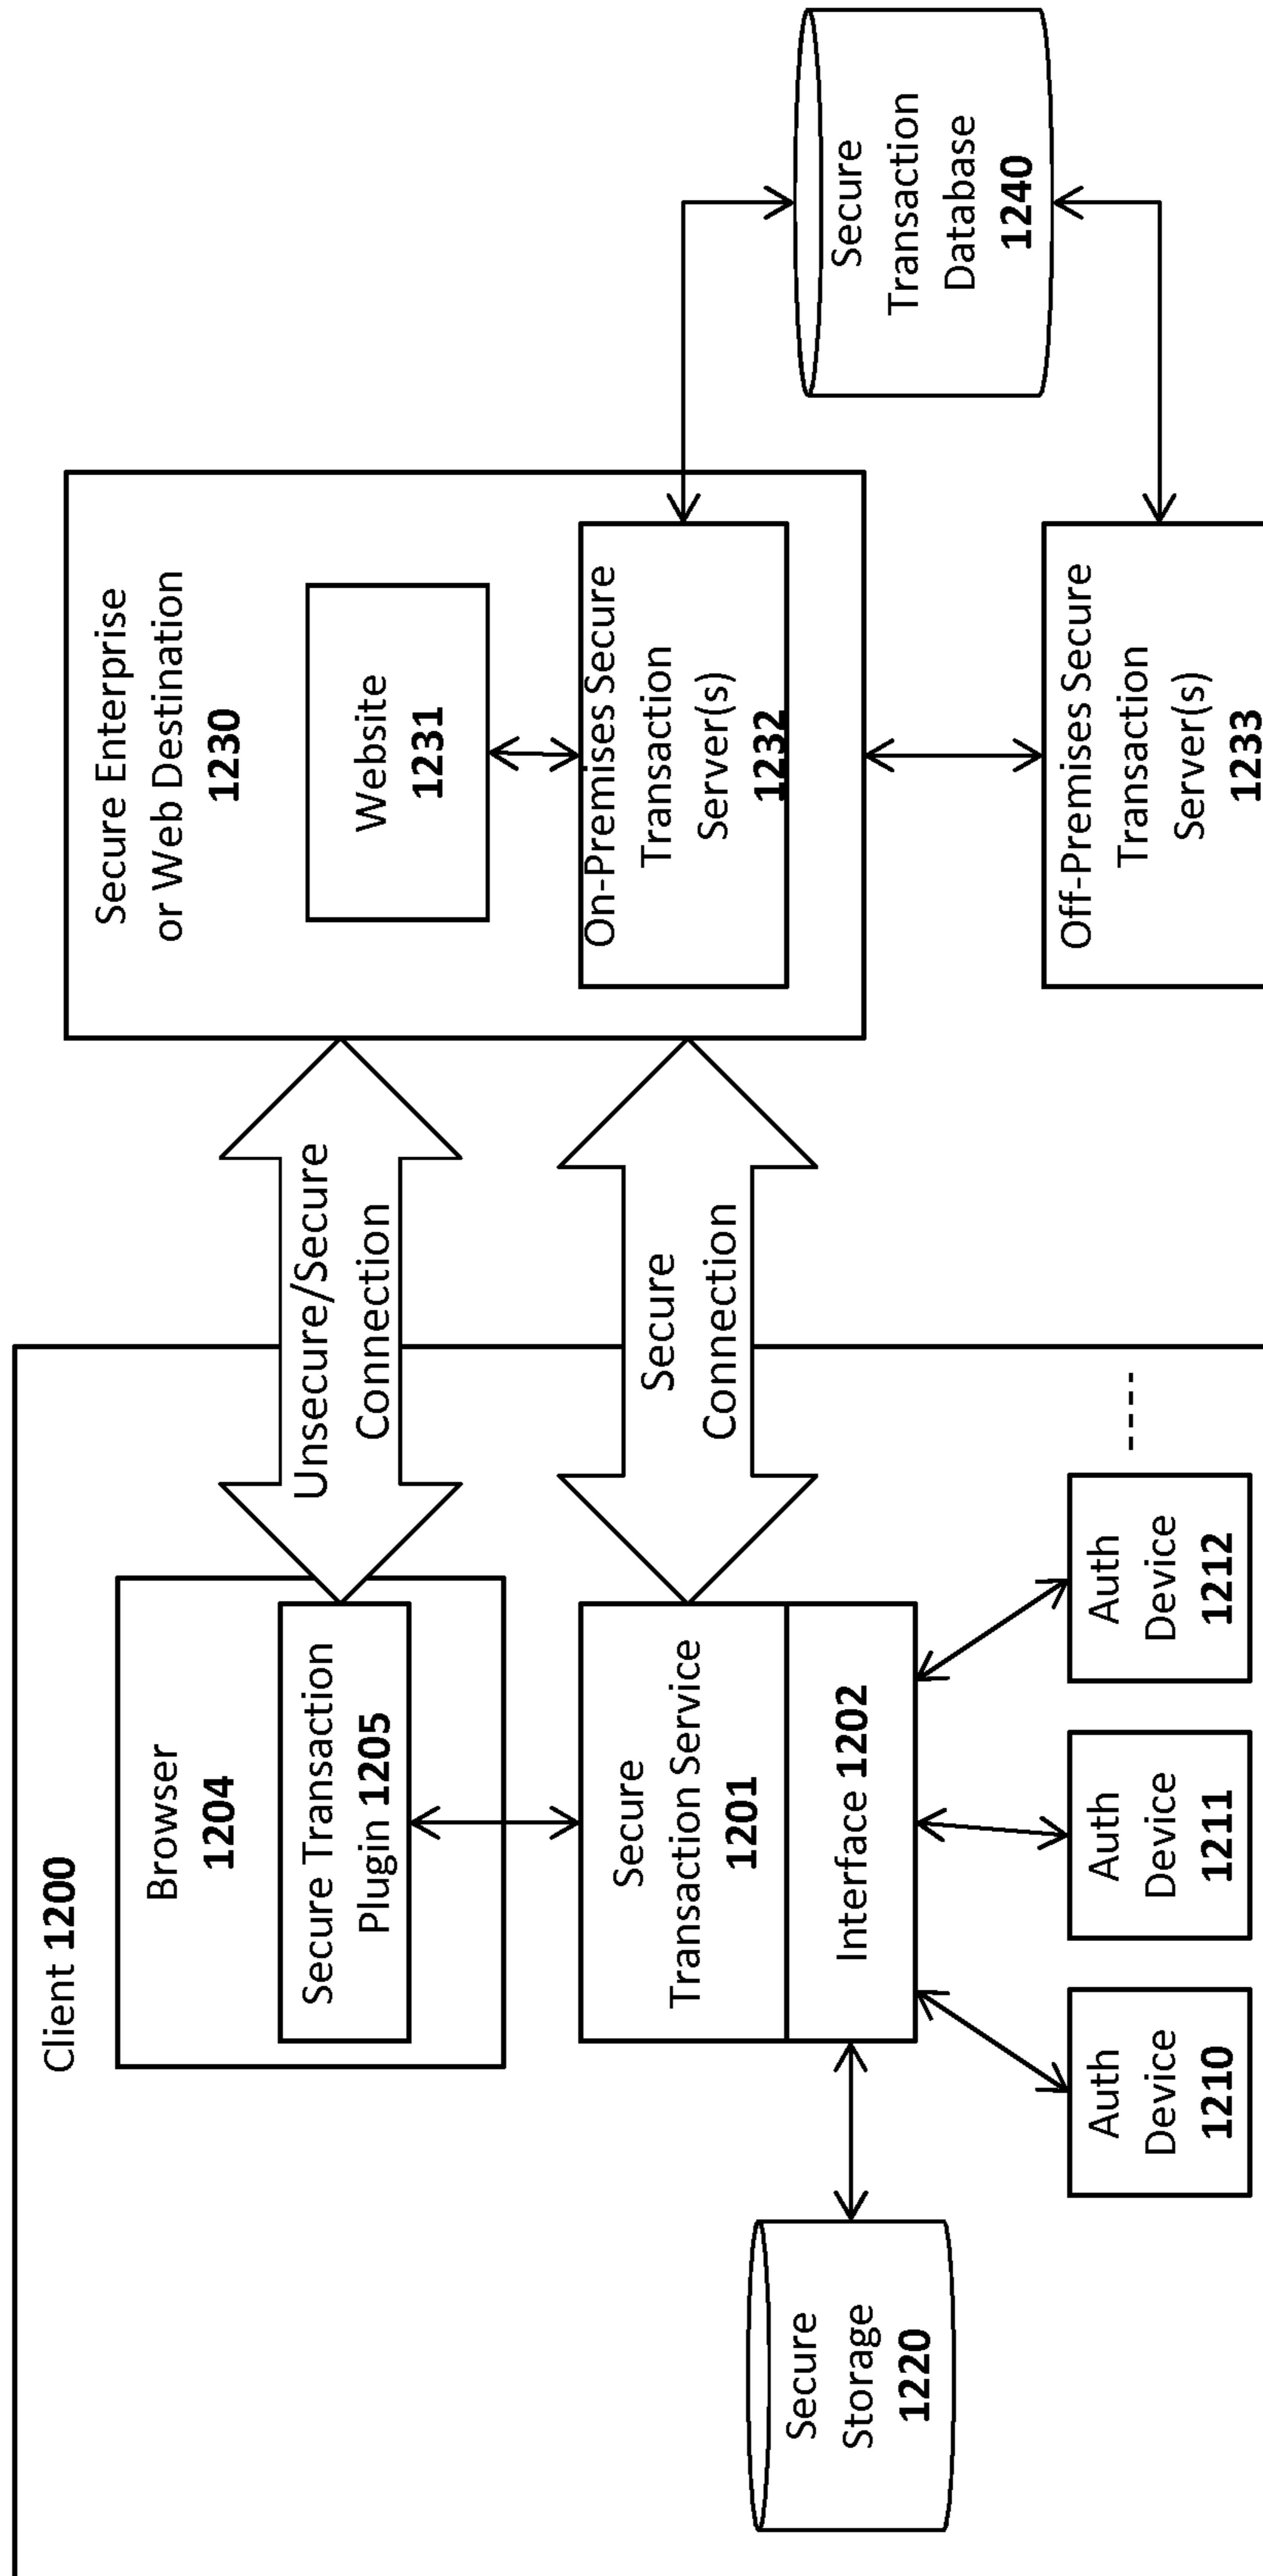 Client 1200
Browser
1204
Secure Transaction
Plugin 1205
Secure
Transaction Service
1201
Interface 1202
Secure
Storage
1220
Auth
Device
1210
Auth
Device
1211
Auth
Device
1212
Unsecure/Secure
Connection
Secure
Connection
Secure Enterprise
or Web Destination
1230
Website
1231
On-Premises Secure
Transaction
Server(s)
1232
Off-Premises Secure
Transaction
Server(s)
1233
Secure
Transaction
Database
1240